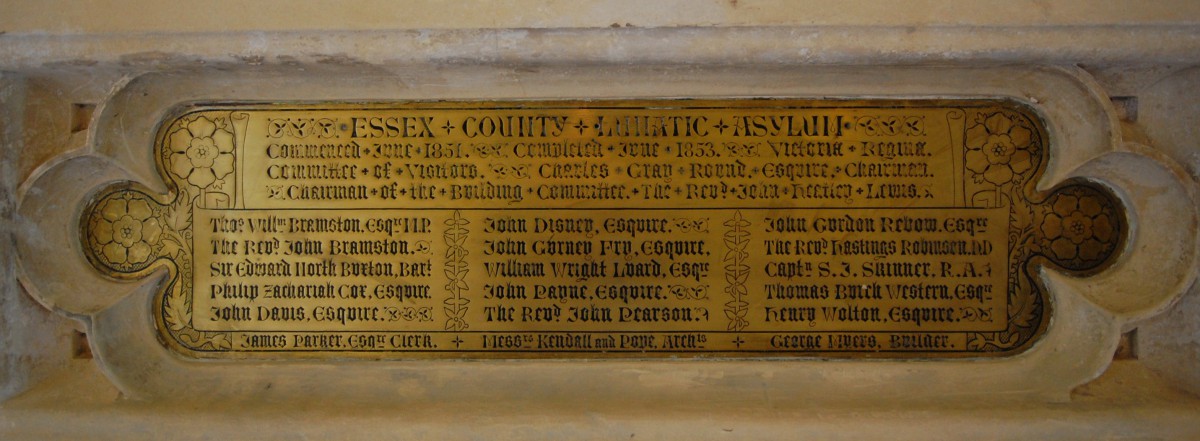 ESSEX + COUNTY + LUNATIC + ASYLUM
Commenced + June + 1851. Completed + June + 1853. Victoria + Regina.
Committee + of + Visitors. Charles + Gray + Round. Esquire. + Chairman.
Chairman + of + the + Building + Committee. + The + Revd + John + Heetley + Lewis.
Thos. Willm Bramston, Esqre M.P. John Disney, Esquire. John Gurdon Rebow, Esqre
The Revd John Bramston. John Gurney Fry, Esquire. The Revd Hastings Robinson, DD
Sir Edward North Buxton, Bart William Wright Luard, Esqre Captn S. J. Skinner, R.A.
Philip Zachariah Cox, Esquire. John Payne, Esquire. Thomas Burch Western, Esqre
John Davis, Esquire. The Revd John Pearson. Henry Wolton, Esquire.
James Parker, Esqre Clerk. + Messrs Kendall and Pope, Archts + George Myers, Builder.